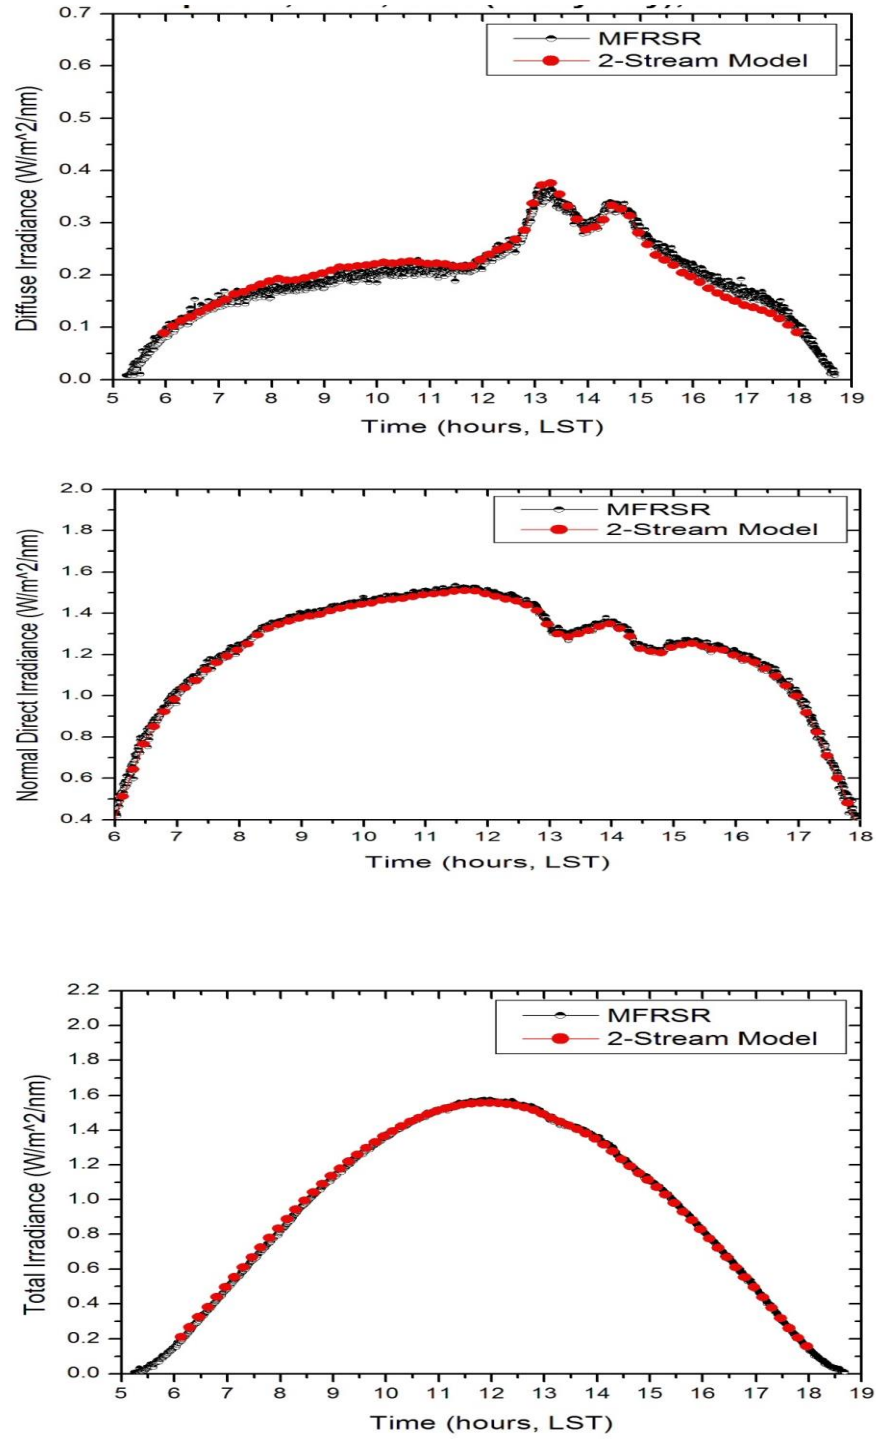 0.7
0.6
0.5
0.4
0.3
0.2
0.1
0.0
Diffuse Irradiance (W/m^2/nm)
MFRSR
2-Stream Model
5 6 7 8 9 10 11 12 13 14 15 16 17 18 19
Time (hours, LST)
2.0
1.8
1.6
1.4
1.2
1.0
0.8
0.6
0.4
Normal Direct Irradiance (W/m^2/nm)
MFRSR
2-Stream Model
6 7 8 9 10 11 12 13 14 15 16 17 18
Time (hours, LST)
2.2
2.0
1.8
1.6
1.4
1.2
1.0
0.8
0.6
0.4
0.2
0.0
Total Irradiance (W/m^2/nm)
MFRSR
2-Stream Model
5 6 7 8 9 10 11 12 13 14 15 16 17 18 19
Time (hours, LST)